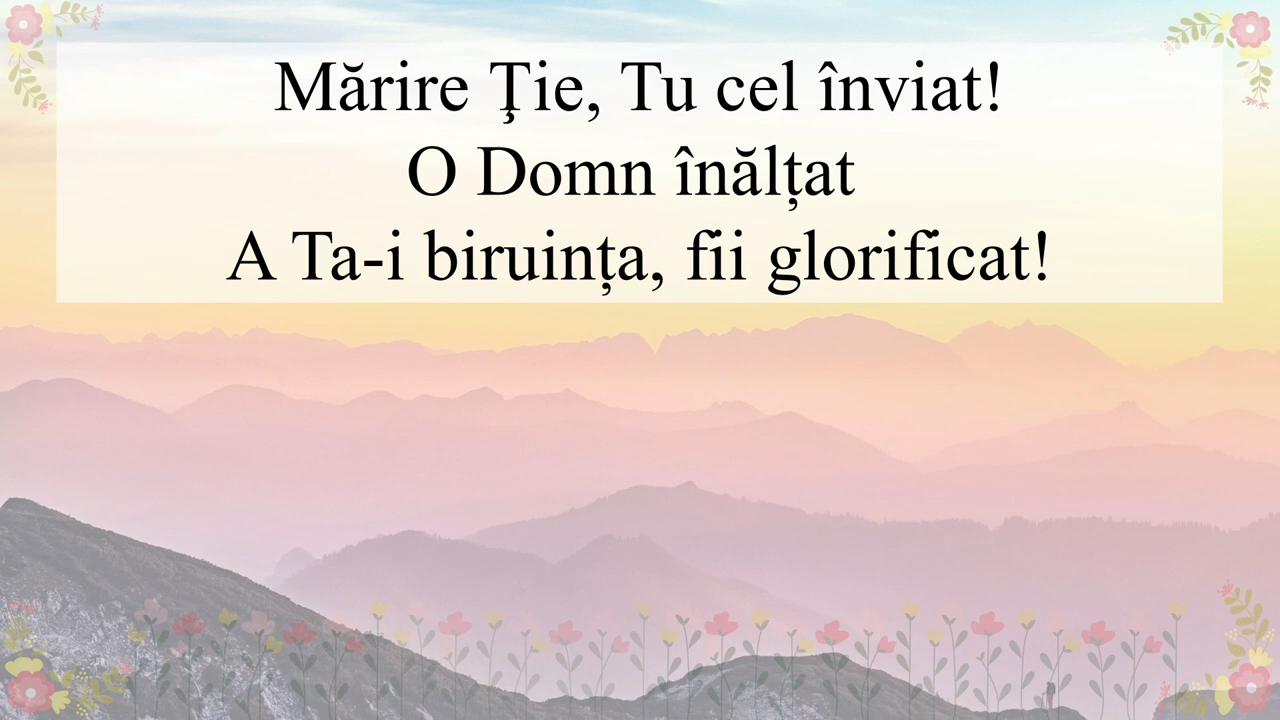 Mărire Ţie, Tu cel înviat!
O Domn înălțat
A Ta-i biruința, fii glorificat!